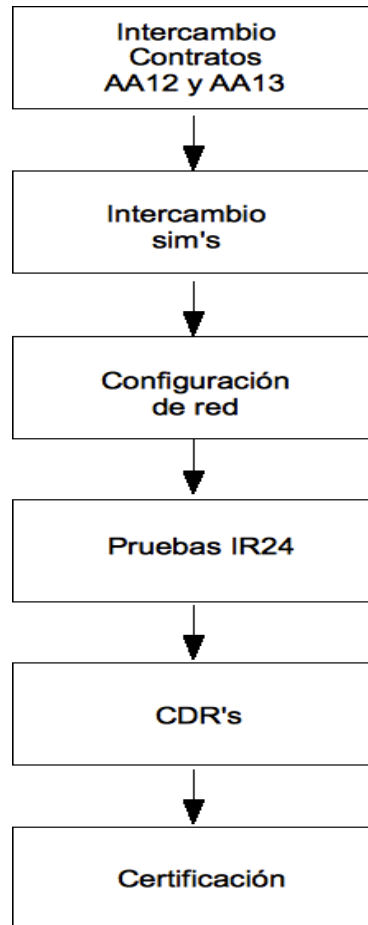 Intercambio
Contratos
AA12 y AA13
Intercambio
sim's
Configuración
de red
Pruebas IR24
CDR's
Certificación